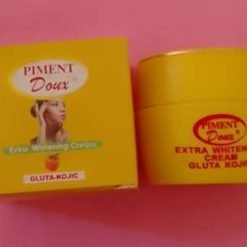 PIMENT
Doux®
Extra Whitening Cream
GLUTA-KOJIC
PIMENT
Doux®
EXTRA WHITENING
CREAM
GLUTA KOJIC